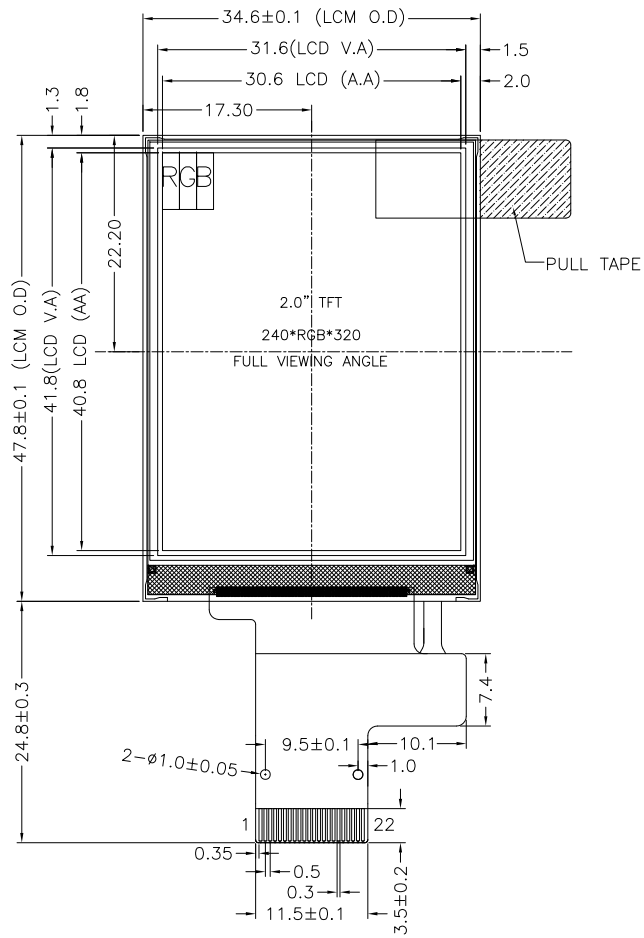 34.6±0.1 (LCM O.D)
31.6(LCD V.A)
1.5
30.6 LCD (A.A)
2.0
17.30
1.3
1.8
RGB
22.20
47.8±0.1 (LCM O.D)
41.8(LCD V.A)
40.8 LCD (AA)
PULL TAPE
2.0" TFT
240*RGB*320
FULL VIEWING ANGLE
24.8±0.3
7.4
9.5±0.1
10.1
2-ø1.0±0.05
1.0
1
22
0.35
0.5
0.3
11.5±0.1
3.5±0.2